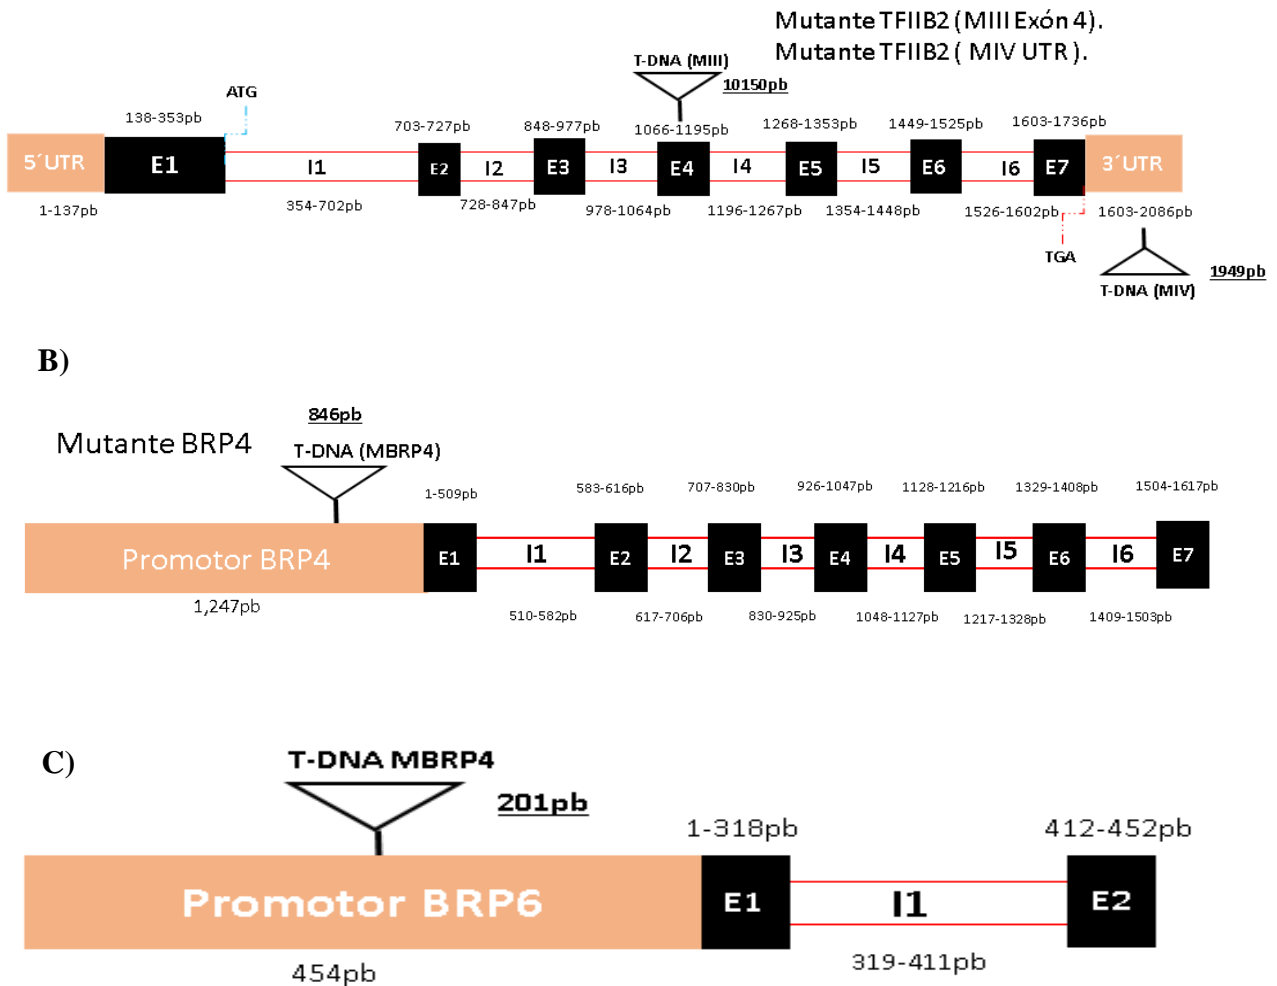 Mutante TFIIB2 (MIII Exón 4).
Mutante TFIIB2 ( MIV UTR ).
T-DNA (MIII)
10150pb
ATG
138-353pb
703-727pb
848-977pb
1066-1195pb
1268-1353pb
1449-1525pb
1603-1736pb
5´UTR E1 I1 E2 I2 E3 I3 E4 I4 E5 I5 E6 I6 E7 3´UTR
1-137pb
354-702pb
728-847pb
978-1064pb
1196-1267pb
1354-1448pb
1526-1602pb
1603-2086pb
TGA
T-DNA (MIV)
1949pb
B)
846pb
Mutante BRP4
T-DNA (MBRP4)
1-509pb
583-616pb
707-830pb
926-1047pb
1128-1216pb
1329-1408pb
1504-1617pb
Promotor BRP4 E1 I1 E2 I2 E3 I3 E4 I4 E5 I5 E6 I6 E7
1,247pb
510-582pb
617-706pb
830-925pb
1048-1127pb
1217-1328pb
1409-1503pb
C)
T-DNA MBRP4
201pb
1-318pb
412-452pb
Promotor BRP6 E1 I1 E2
454pb
319-411pb